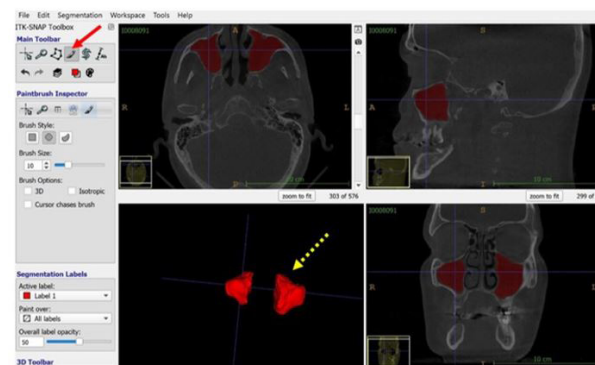 File Edit Segmentation Workspace Tools Help
ITK-SNAP Toolbox
Main Toolbar
Paintbrush Inspector
Brush Style:
Brush Size:
10
Brush Options:
3D Isotropic
Cursor chases brush
Segmentation Labels
Active label:
Label 1
Paint over:
All labels
Overall label opacity:
50
3D Toolbar
A
R
L
P
10 cm
zoom to fit 303 of 576
S
A
I
10 cm
zoom to fit 299 of
S
R
I
10 cm